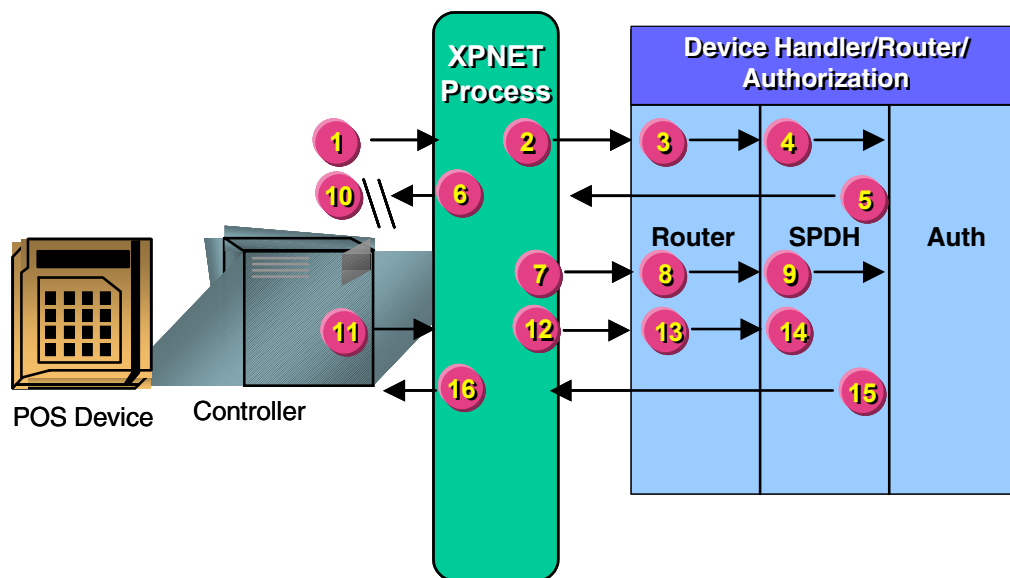 XPNET
Process
Device Handler/Router/
Authorization
1
2
3
4
10
6
5
Router
SPDH
Auth
7
8
9
11
12
13
14
16
15
POS Device
Controller